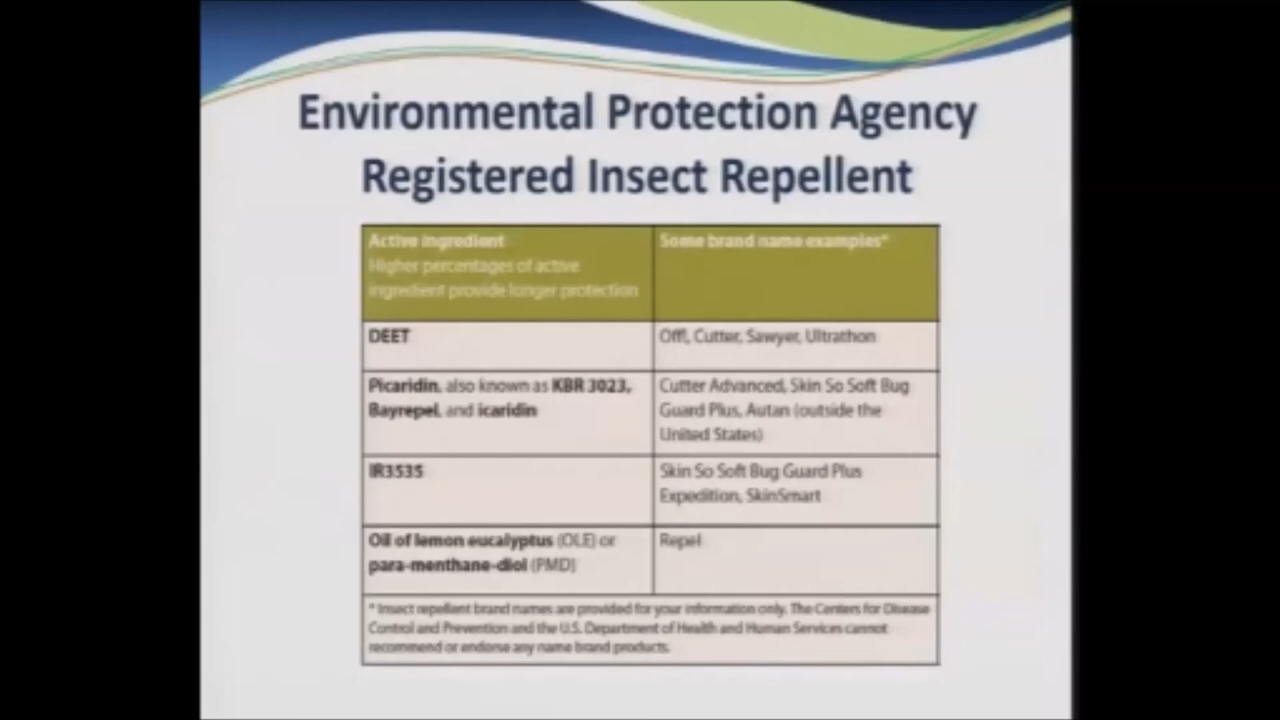 Environmental Protection Agency
Registered Insect Repellent
Active ingredient
Higher percentages of active
ingredient provide longer protection
Some brand name examples*
DEET
Off!, Cutter, Sawyer, Ultrathon
Picaridin, also known as KBR 3023,
Bayrepel, and icaridin
Cutter Advanced, Skin So Soft Bug
Guard Plus, Autan (outside the
United States)
IR3535
Skin So Soft Bug Guard Plus
Expedition, SkinSmart
Oil of lemon eucalyptus (OLE) or
para-menthane-diol (PMD)
Repel
* Insect repellent brand names are provided for your information only. The Centers for Disease
Control and Prevention and the U.S. Department of Health and Human Services cannot
recommend or endorse any name brand products.